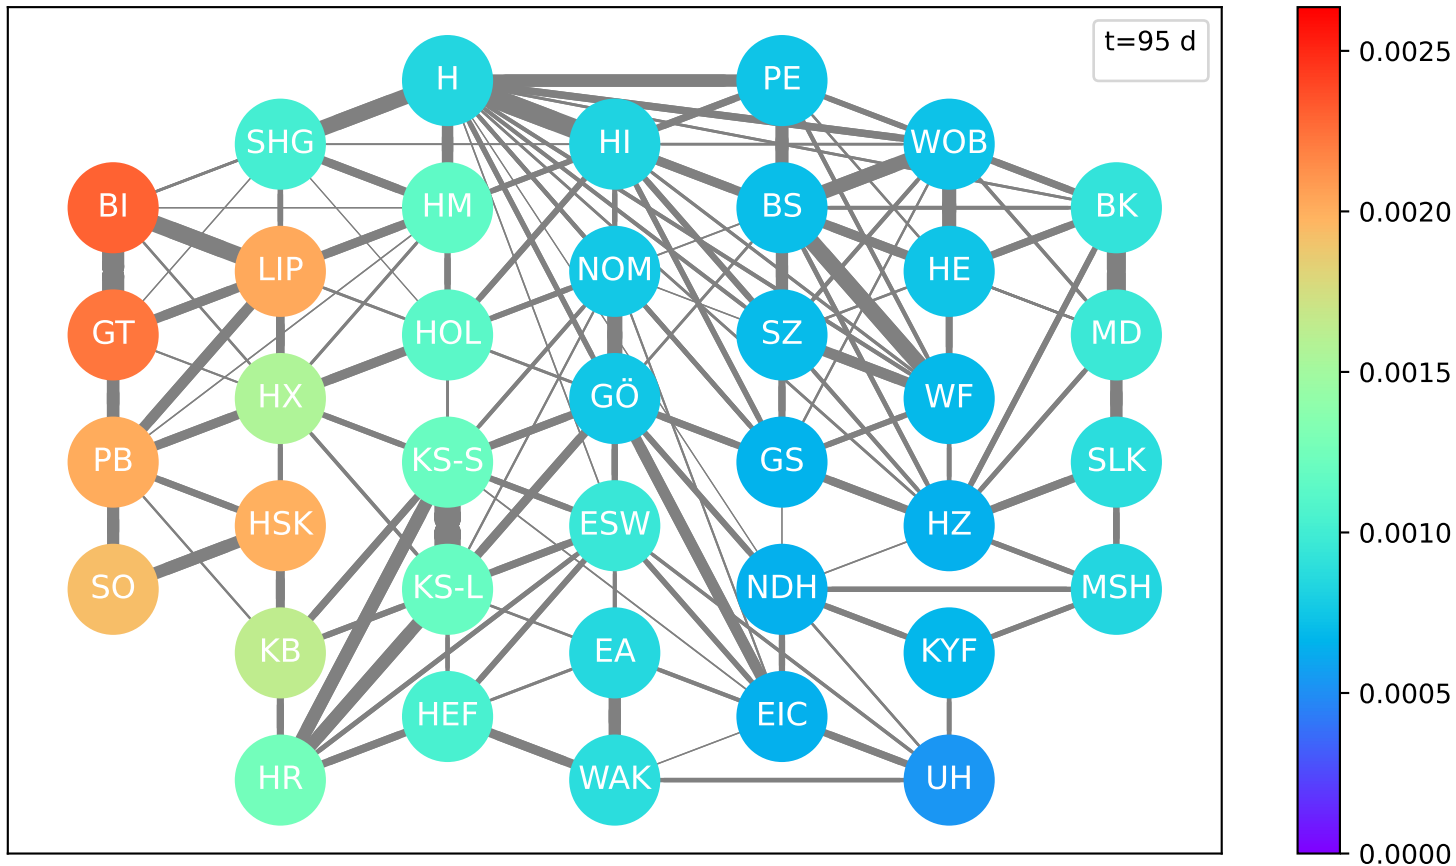 t=95 d
H
PE
SHG
HI
WOB
BI
HM
BS
BK
LIP
NOM
HE
GT
HOL
SZ
MD
HX
GÖ
WF
PB
KS-S
GS
SLK
HSK
ESW
HZ
SO
KS-L
NDH
MSH
KB
EA
KYF
HEF
EIC
HR
WAK
UH
0.0025
0.0020
0.0015
0.0010
0.0005
0.0000